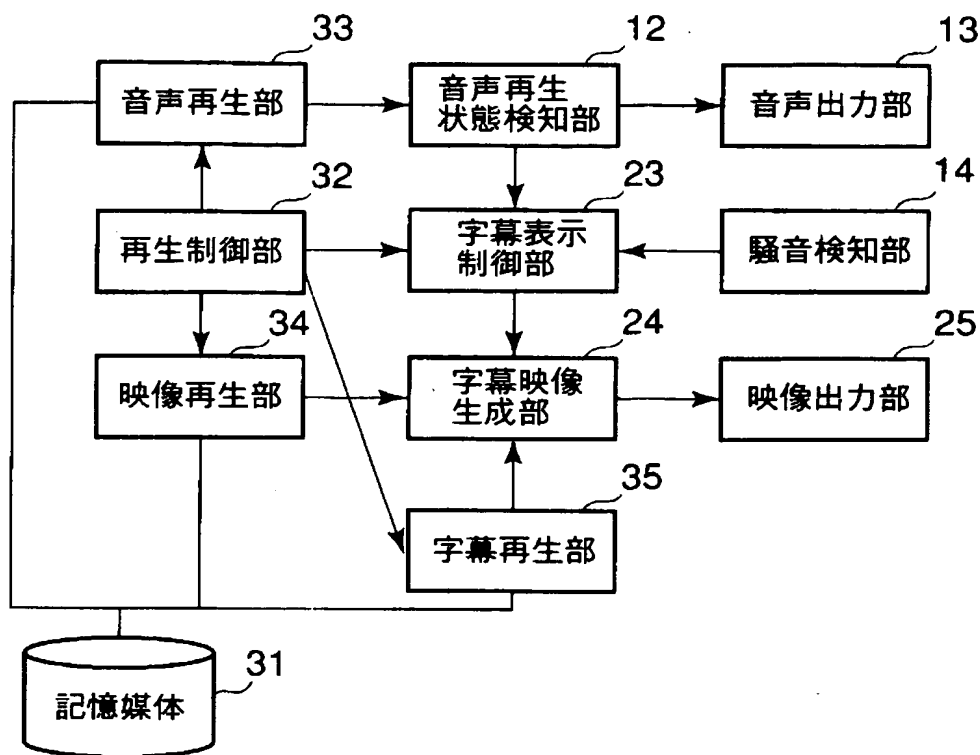 33
音声再生部
12
音声再生
状態検知部
13
音声出力部
32
再生制御部
23
字幕表示
制御部
14
騒音検知部
34
映像再生部
24
字幕映像
生成部
25
映像出力部
35
字幕再生部
31
記憶媒体